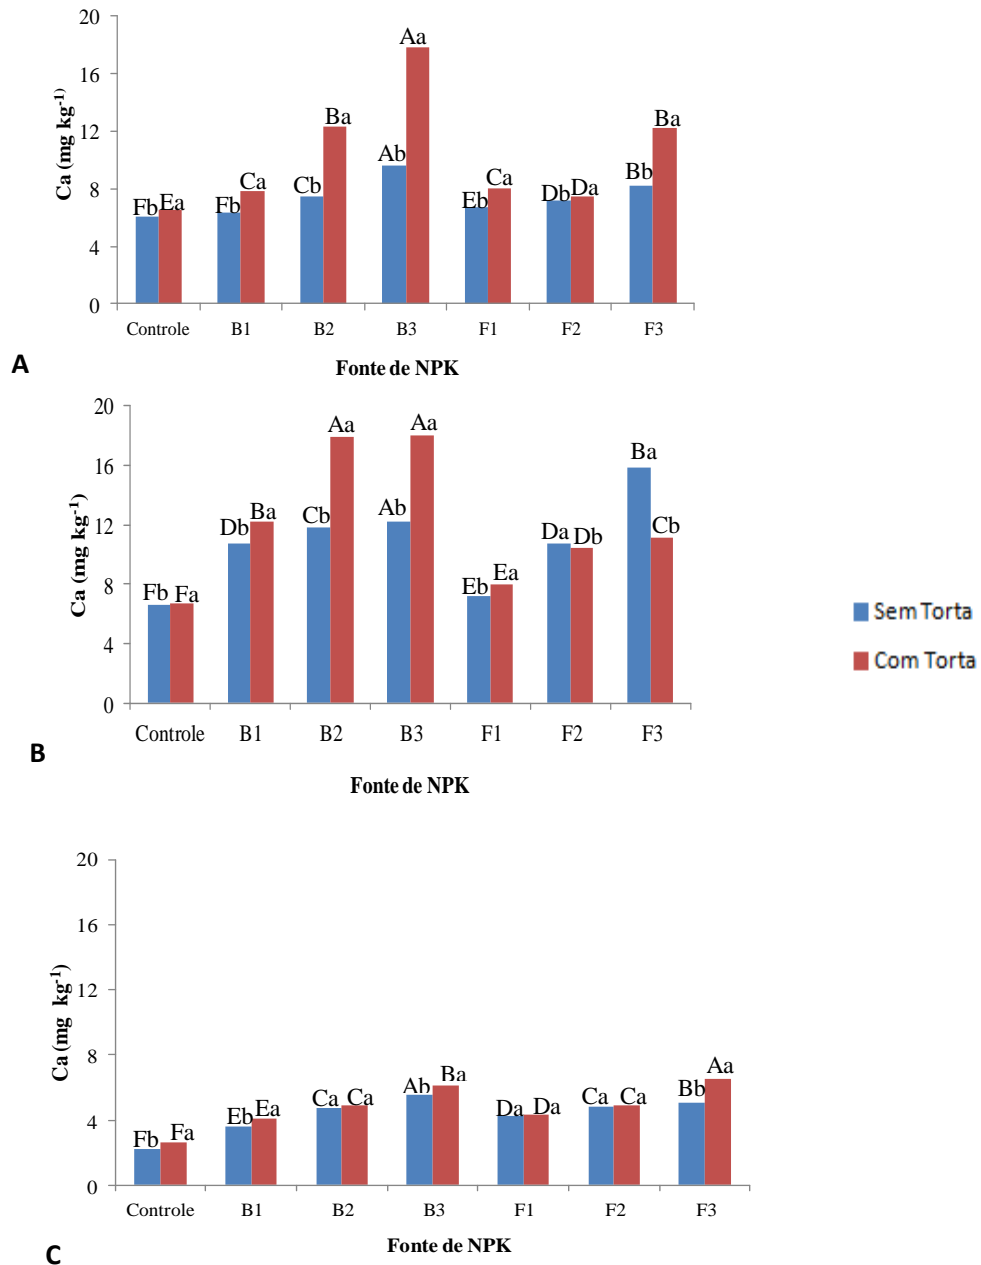 20
Aa
16
Ca (mg kg-1)
12
Ba
Ba
Ab
Bb
8
Ca
Cb
Ca
Fb
Ea
Fb
Eb
Db
Da
4
0
Controle
B1
B2
B3
F1
F2
F3
Fonte de NPK
A
20
Aa
Aa
16
Ba
Ca (mg kg-1)
12
Db
Ba
Cb
Ab
Da
Db
Cb
8
Fb
Fa
Eb
Ea
4
0
Controle
B1
B2
B3
F1
F2
F3
B
Fonte de NPK
Sem Torta
Com Torta
20
16
Ca (mg kg-1)
12
8
Ab
Ba
Aa
Eb
Ea
Ca
Ca
Da
Da
Ca
Ca
Bb
4
Fb
Fa
0
Controle
B1
B2
B3
F1
F2
F3
Fonte de NPK
C